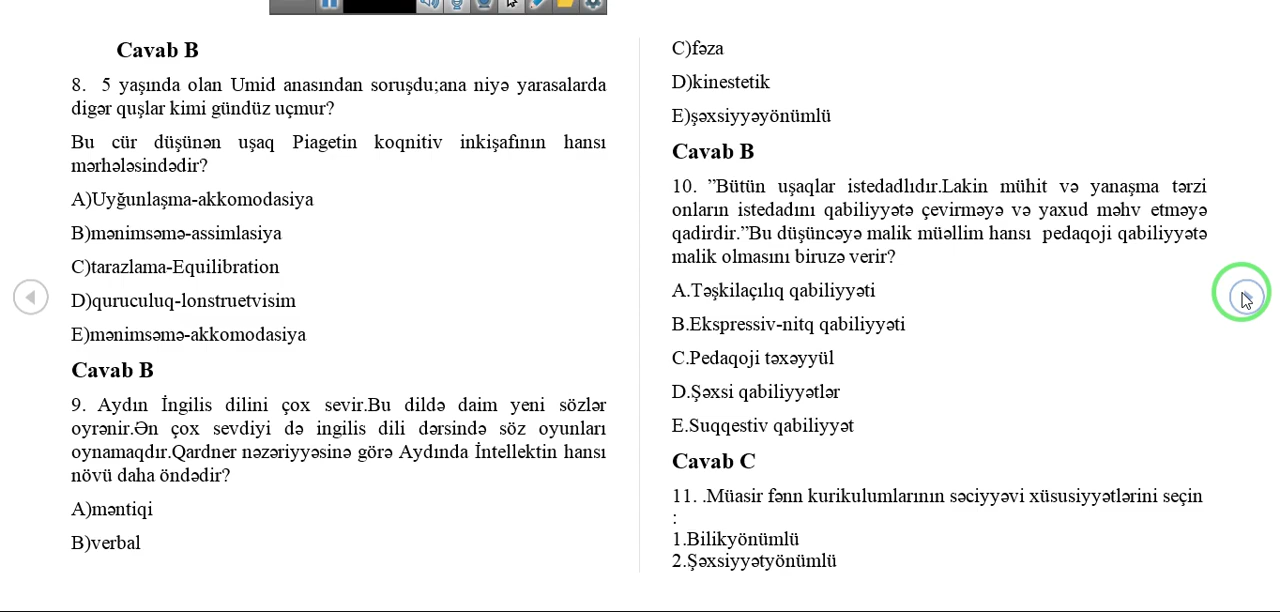 Cavab B
8. 5 yaşında olan Umid anasından soruşdu;ana niyə yarasalarda
digər quşlar kimi gündüz uçmur?
Bu cür düşünən uşaq Piagetin koqnitiv inkişafının hansı
mərhələsindədir?
A)Uyğunlaşma-akkomodasiya
B)mənimsəmə-assimlasiya
C)tarazlama-Equilibration
D)quruculuq-lonstruetvisim
E)mənimsəmə-akkomodasiya
Cavab B
9. Aydın İngilis dilini çox sevir.Bu dildə daim yeni sözlər
oyrənir.Ən çox sevdiyi də ingilis dili dərsində söz oyunları
oynamaqdır.Qardner nəzəriyyəsinə görə Aydında İntellektin hansı
növü daha öndədir?
A)məntiqi
B)verbal
C)fəza
D)kinestetik
E)şəxsiyyəyönümlü
Cavab B
10. ”Bütün uşaqlar istedadlıdır.Lakin mühit və yanaşma tərzi
onların istedadını qabiliyyətə çevirməyə və yaxud məhv etməyə
qadirdir.”Bu düşüncəyə malik müəllim hansı pedaqoji qabiliyyətə
malik olmasını biruzə verir?
A.Təşkilaçılıq qabiliyyəti
B.Ekspressiv-nitq qabiliyyəti
C.Pedaqoji təxəyyül
D.Şəxsi qabiliyyətlər
E.Suqqestiv qabiliyyət
Cavab C
11. .Müasir fənn kurikulumlarının səciyyəvi xüsusiyyətlərini seçin
:
1.Bilikyönümlü
2.Şəxsiyyətyönümlü